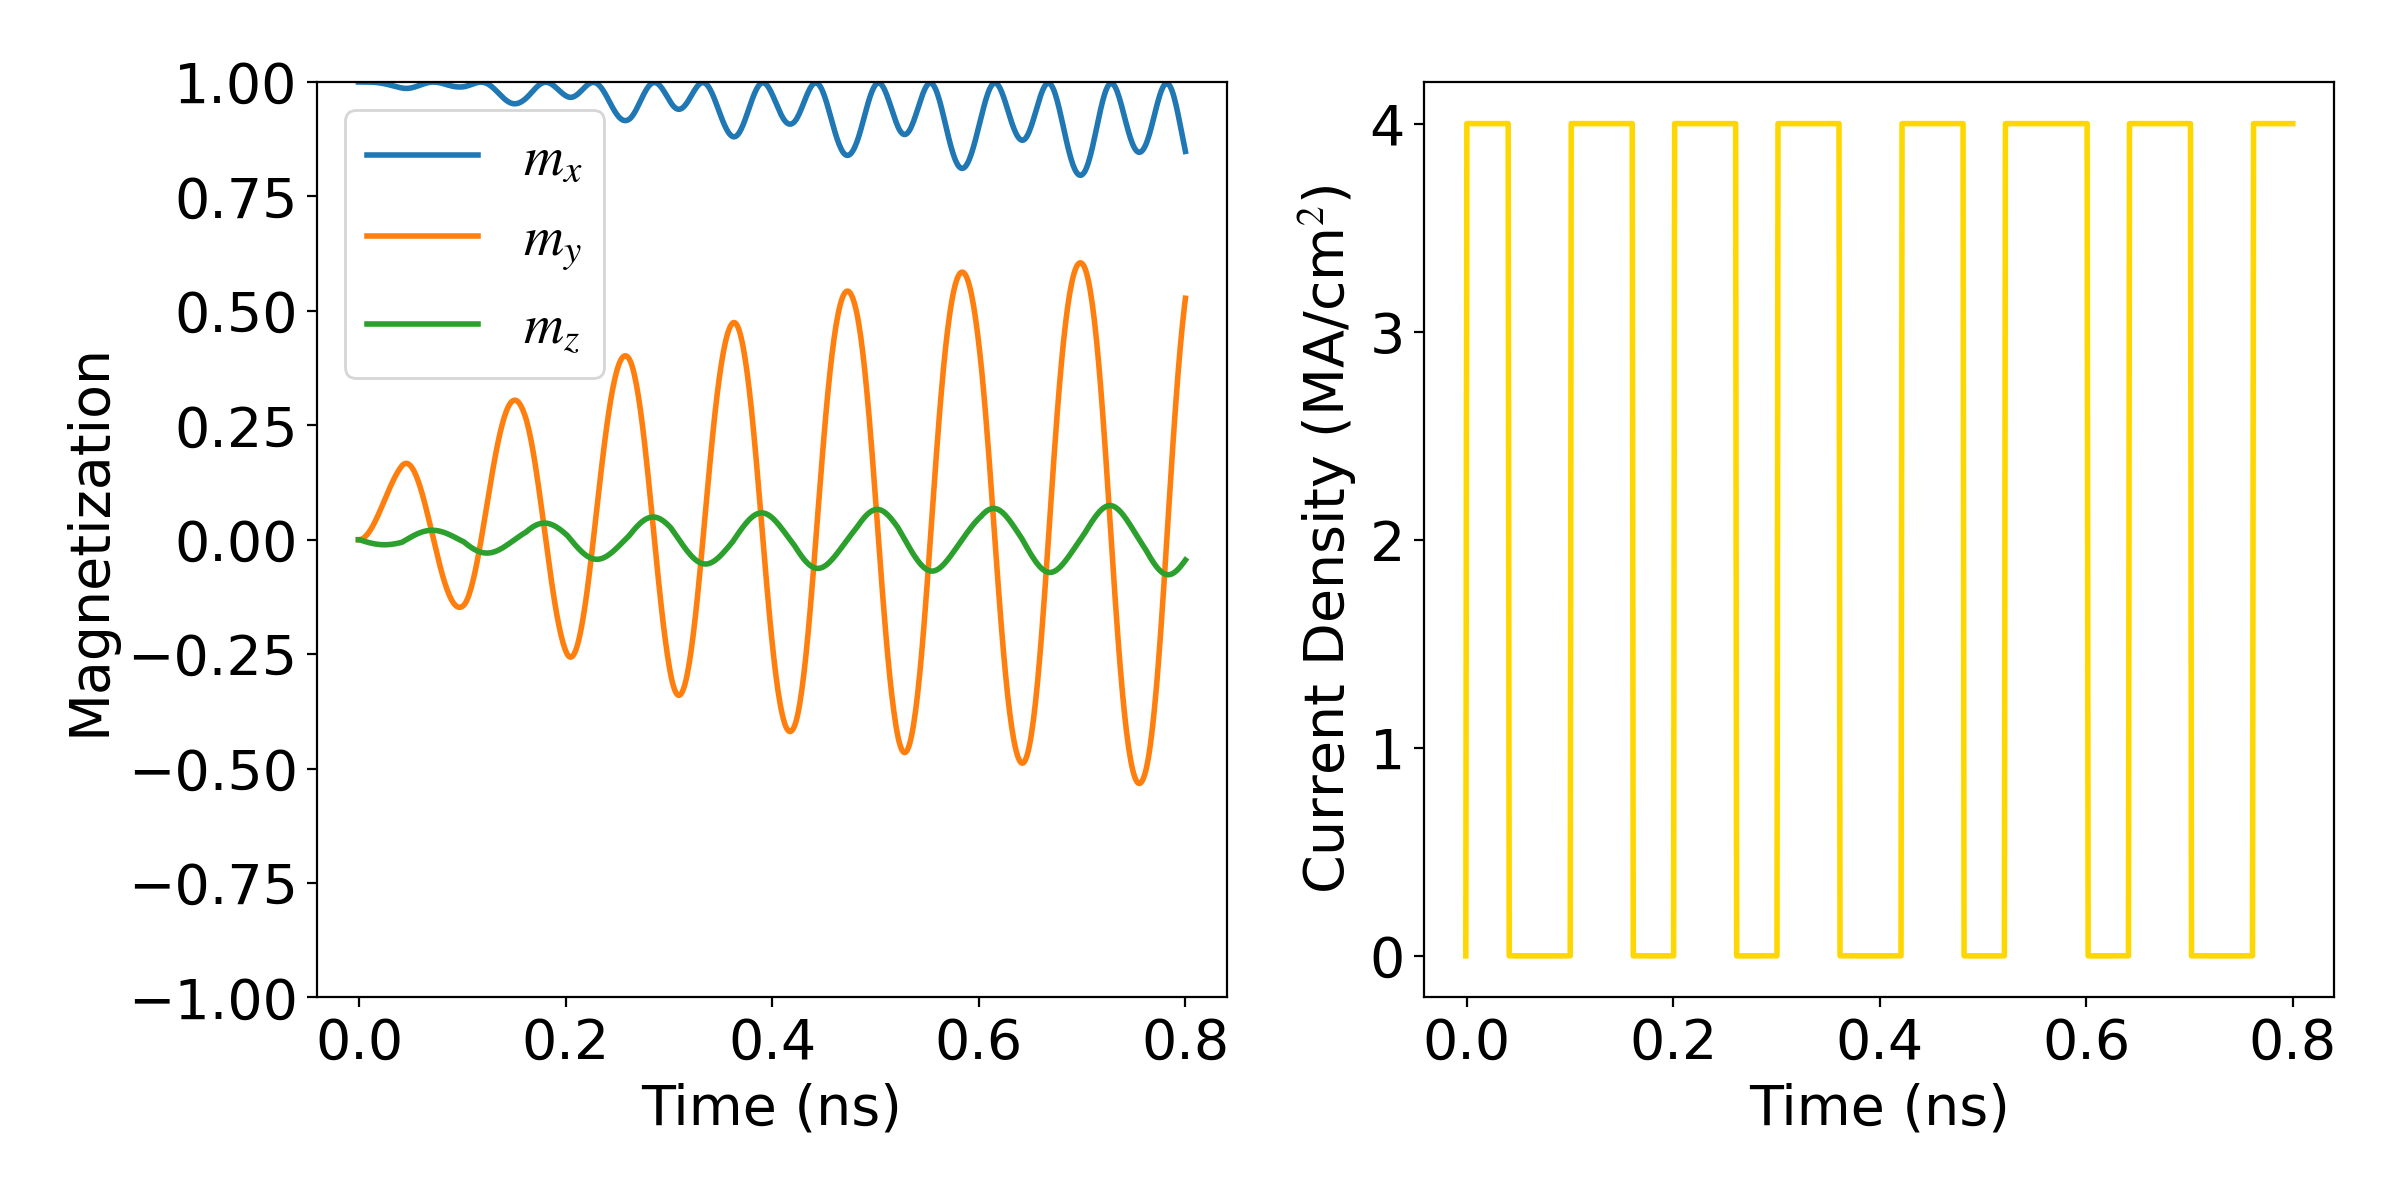 1.00
0.75
0.50
0.25
0.00
−0.25
−0.50
−0.75
−1.00
Magnetization
m_x
m_y
m_z
0.0 0.2 0.4 0.6 0.8
Time (ns)
4
3
2
1
0
Current Density (MA/cm²)
0.0 0.2 0.4 0.6 0.8
Time (ns)